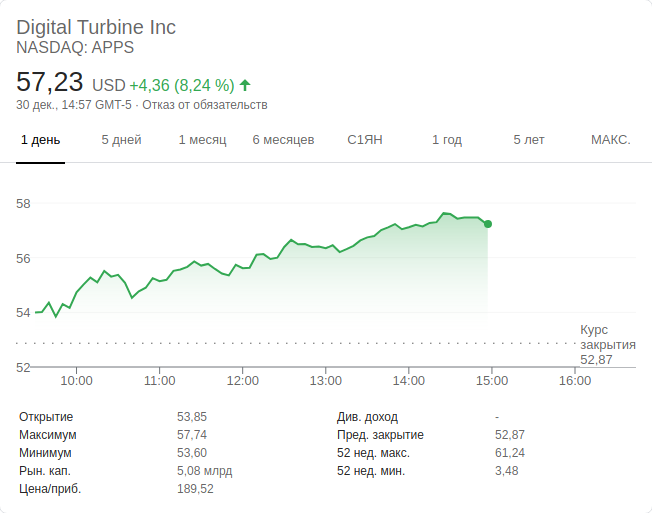 Digital Turbine Inc
NASDAQ: APPS
57,23 USD +4,36 (8,24 %) ↑
30 дек., 14:57 GMT-5 · Отказ от обязательств
1 день 5 дней 1 месяц 6 месяцев С1ЯН 1 год 5 лет МАКС.
58
56
54
52
Курс
закрытия
52,87
10:00 11:00 12:00 13:00 14:00 15:00 16:00
Открытие 53,85 Див. доход -
Максимум 57,74 Пред. закрытие 52,87
Минимум 53,60 52 нед. макс. 61,24
Рын. кап. 5,08 млрд 52 нед. мин. 3,48
Цена/приб. 189,52